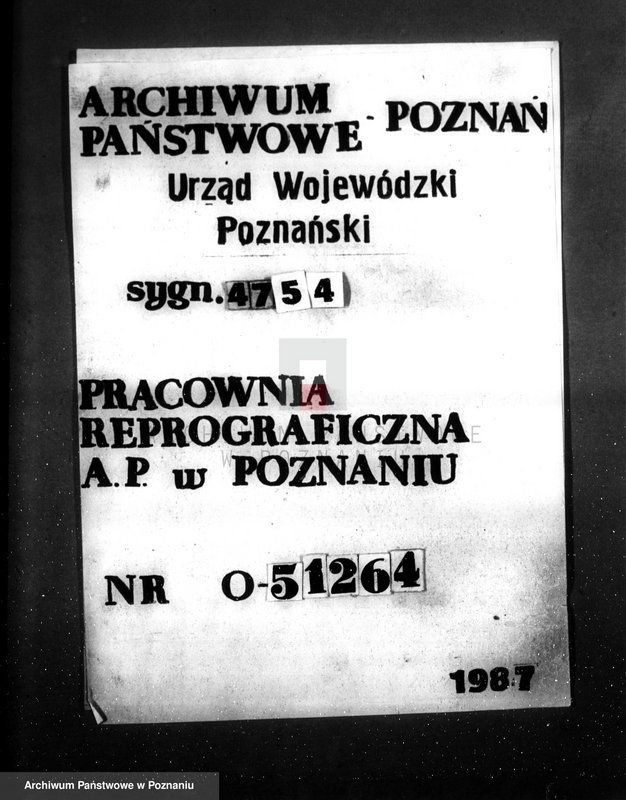 ARCHIWUM
PAŃSTWOWE - POZNAŃ
Urząd Wojewódzki
Poznański
sygn. 4754
PRACOWNIA
REPROGRAFICZNA
A.P. w POZNANIU
NR O-51264
1987
Archiwum Państwowe w Poznaniu